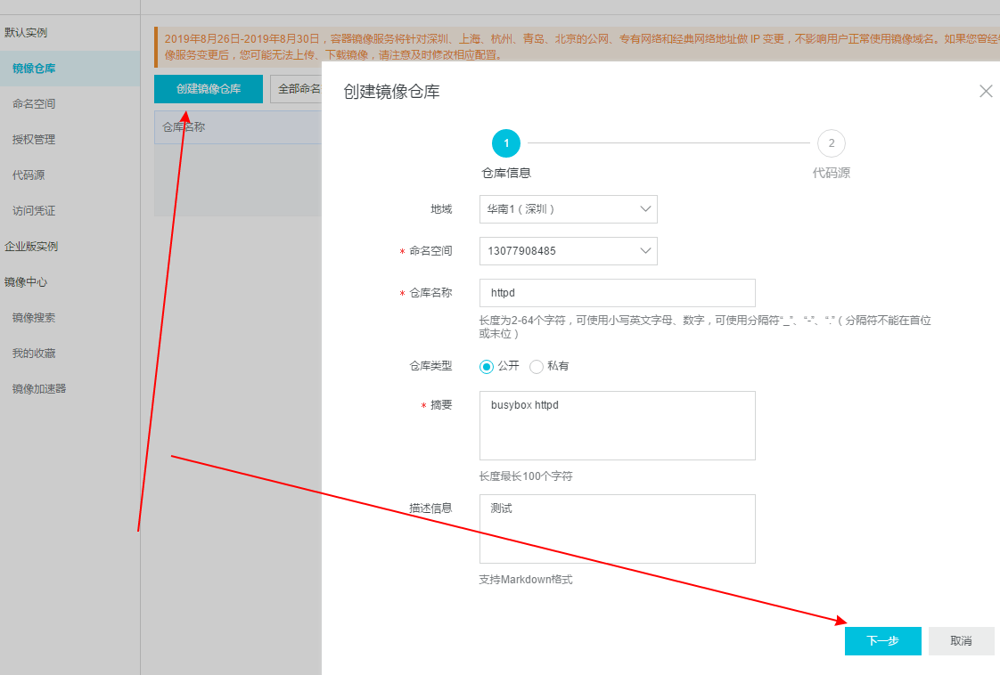 默认实例
镜像仓库
命名空间
授权管理
代码源
访问凭证
企业版实例
镜像中心
镜像搜索
我的收藏
镜像加速器
2019年8月26日-2019年8月30日，容器镜像服务将针对深圳、上海、杭州、青岛、北京的公网、专有网络和经典网络地址做 IP 变更，不影响用户正常使用镜像域名。如果您曾经
像服务变更后，您可能无法上传、下载镜像，请注意及时修改相应配置。
创建镜像仓库
全部命名
仓库名称
创建镜像仓库
1
2
仓库信息
代码源
地域
华南1（深圳）
* 命名空间
13077908485
* 仓库名称
httpd
长度为2-64个字符，可使用小写英文字母、数字，可使用分隔符“_”、“-”、“.”（分隔符不能在首位
或末位）
仓库类型
公开
私有
* 摘要
busybox httpd
长度最长100个字符
描述信息
测试
支持Markdown格式
下一步
取消